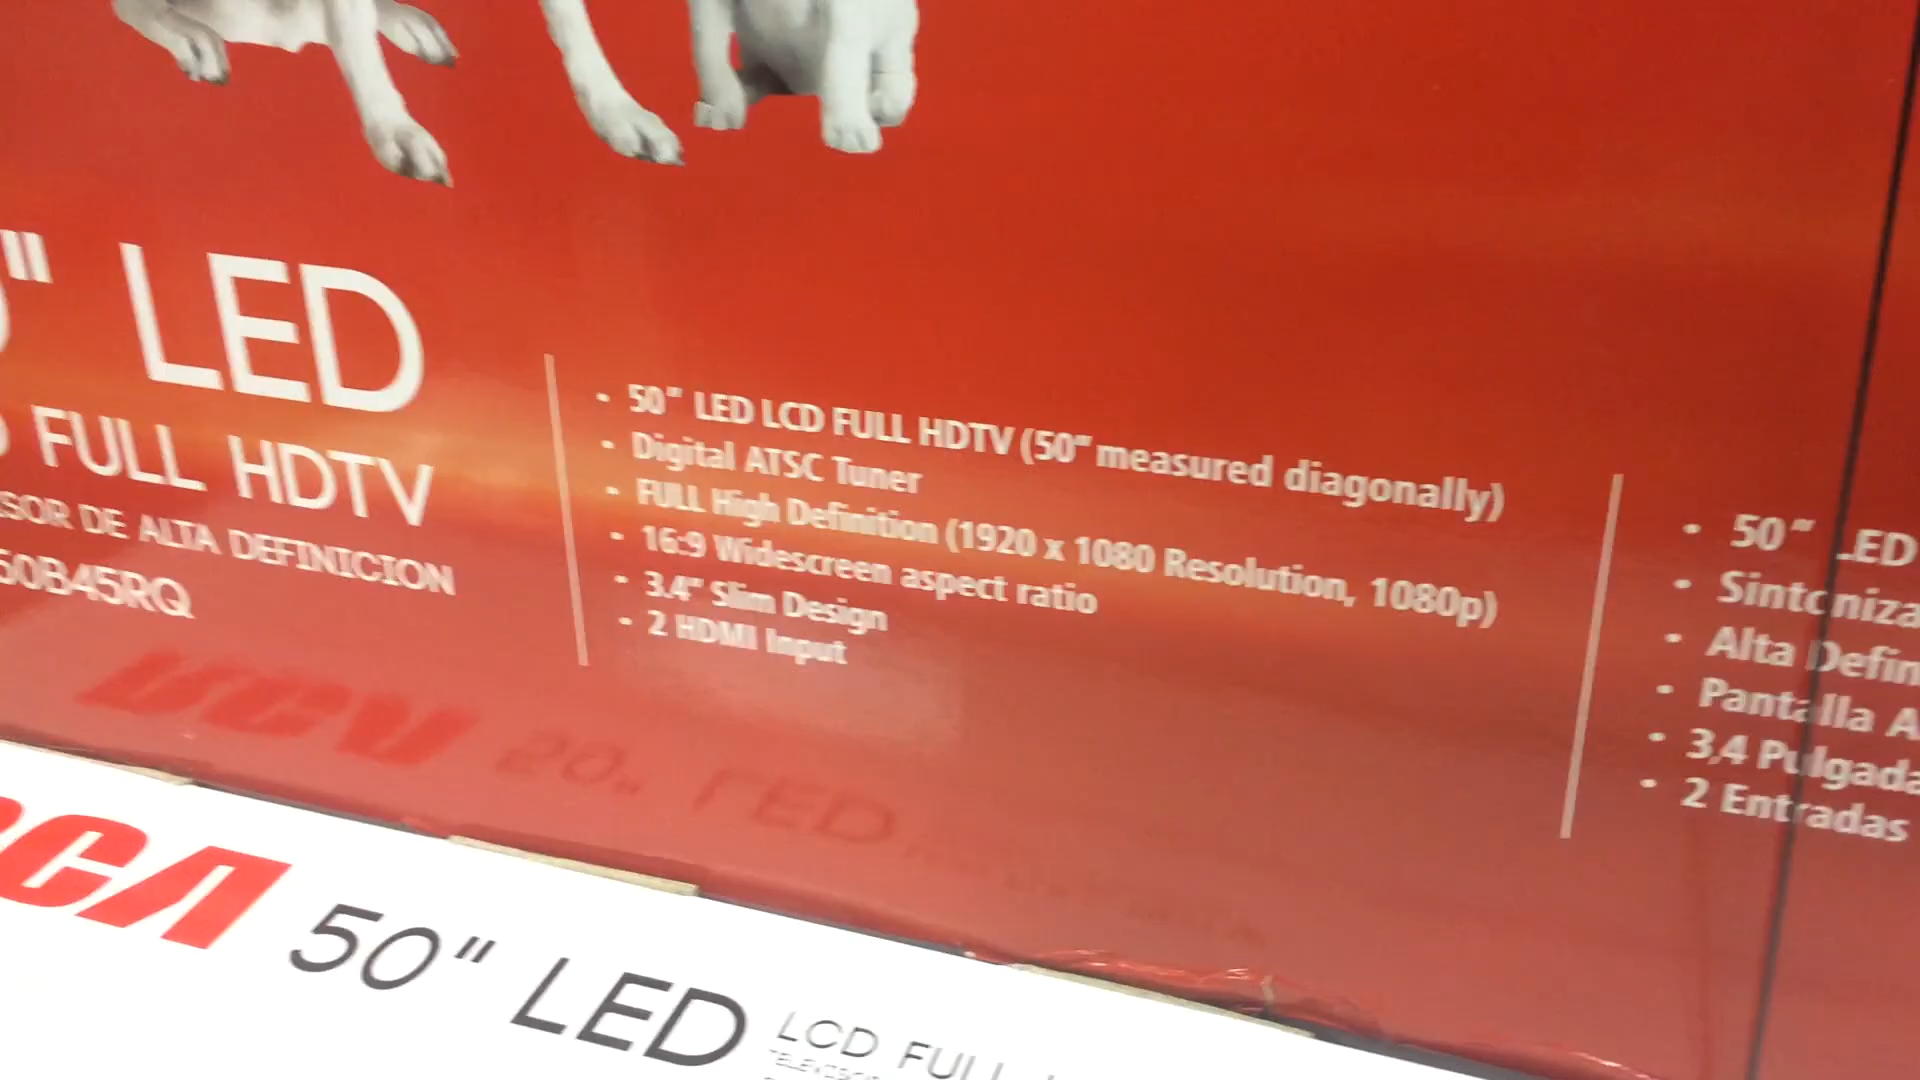 " LED
FULL HDTV
SOR DE ALTA DEFINICION
50B45RQ
• 50" LED LCD FULL HDTV (50" measured diagonally)
• Digital ATSC Tuner
• FULL High Definition (1920 x 1080 Resolution, 1080p)
• 16:9 Widescreen aspect ratio
• 3.4" Slim Design
• 2 HDMI Input
• 50" LED
• Sintoniza
• Alta Defin
• Pantalla A
• 3,4 Pulgada
• 2 Entradas
RCA 50" LED
LCD FULL